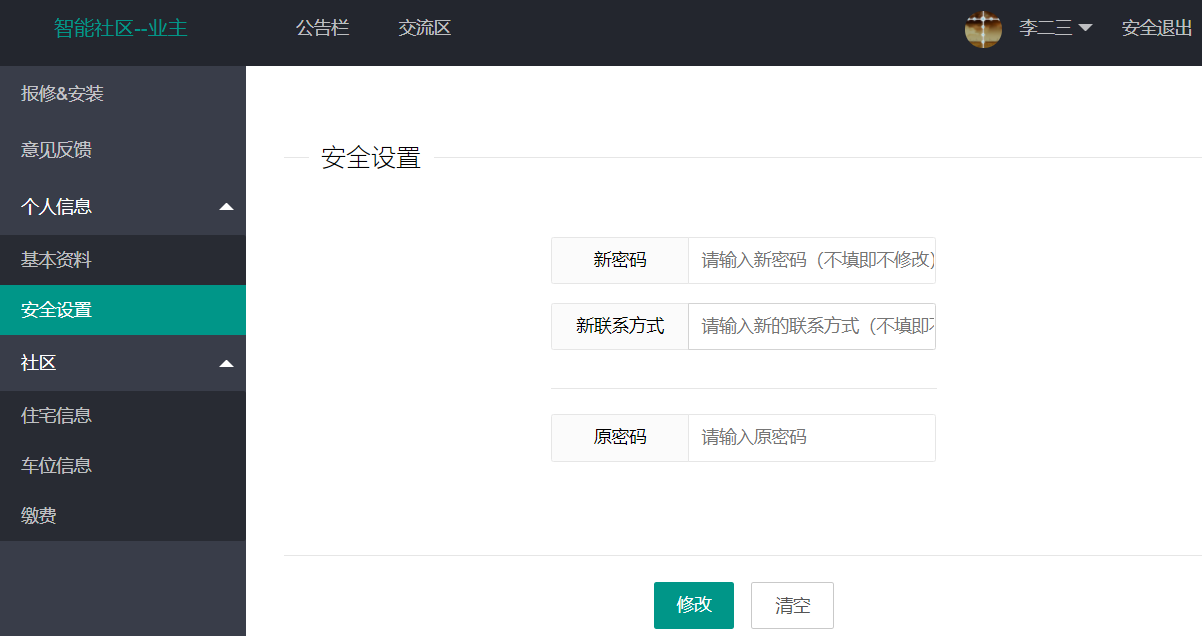 智能社区--业主
公告栏
交流区
李二三
安全退出
报修&安装
意见反馈
个人信息
基本资料
安全设置
社区
住宅信息
车位信息
缴费
安全设置
新密码
请输入新密码（不填即不修改）
新联系方式
请输入新的联系方式（不填即
原密码
请输入原密码
修改
清空